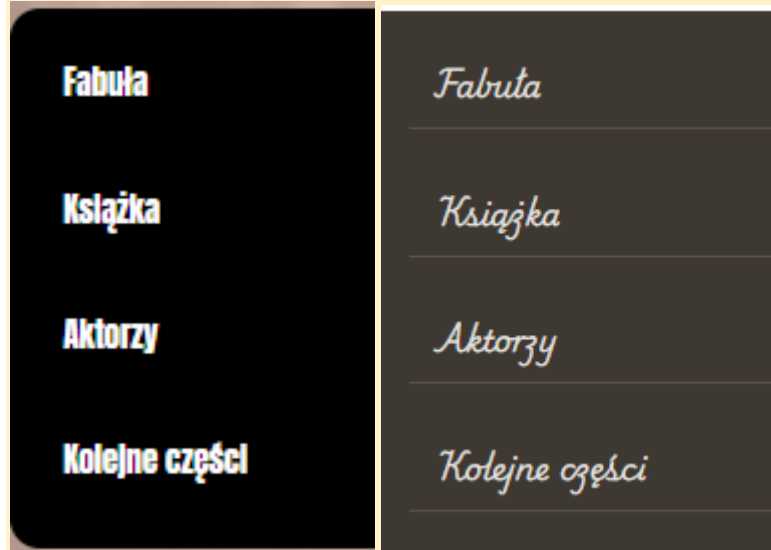 Fabuła
Książka
Aktorzy
Kolejne części
Fabuła
Książka
Aktorzy
Kolejne części